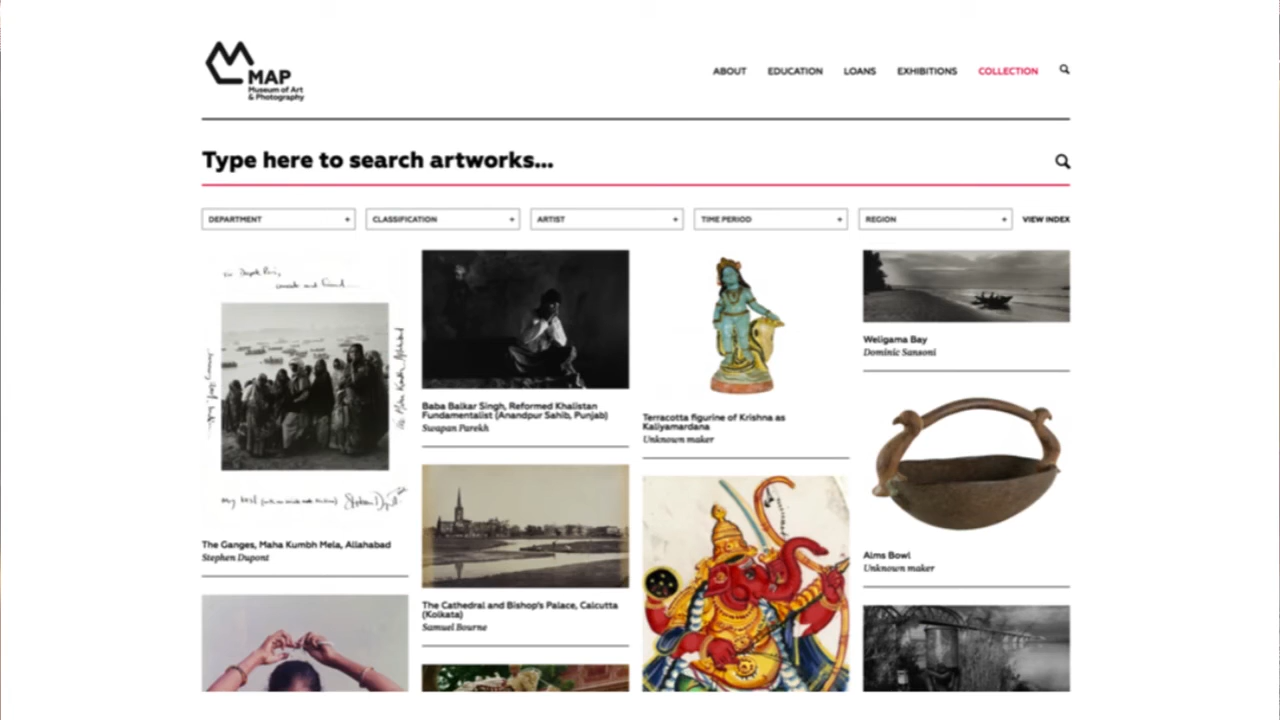 MAP
Museum of Art
& Photography
ABOUT EDUCATION LOANS EXHIBITIONS COLLECTION
Type here to search artworks...
DEPARTMENT +
CLASSIFICATION +
ARTIST +
TIME PERIOD +
REGION +
VIEW INDEX
The Ganges, Maha Kumbh Mela, Allahabad
Stephen Dupont
Baba Balkar Singh, Reformed Khalistan
Fundamentalist (Anandpur Sahib, Punjab)
Swapan Parekh
The Cathedral and Bishop's Palace, Calcutta
(Kolkata)
Samuel Bourne
Terracotta figurine of Krishna as
Kaliyamardana
Unknown maker
Weligama Bay
Dominic Sansoni
Alms Bowl
Unknown maker